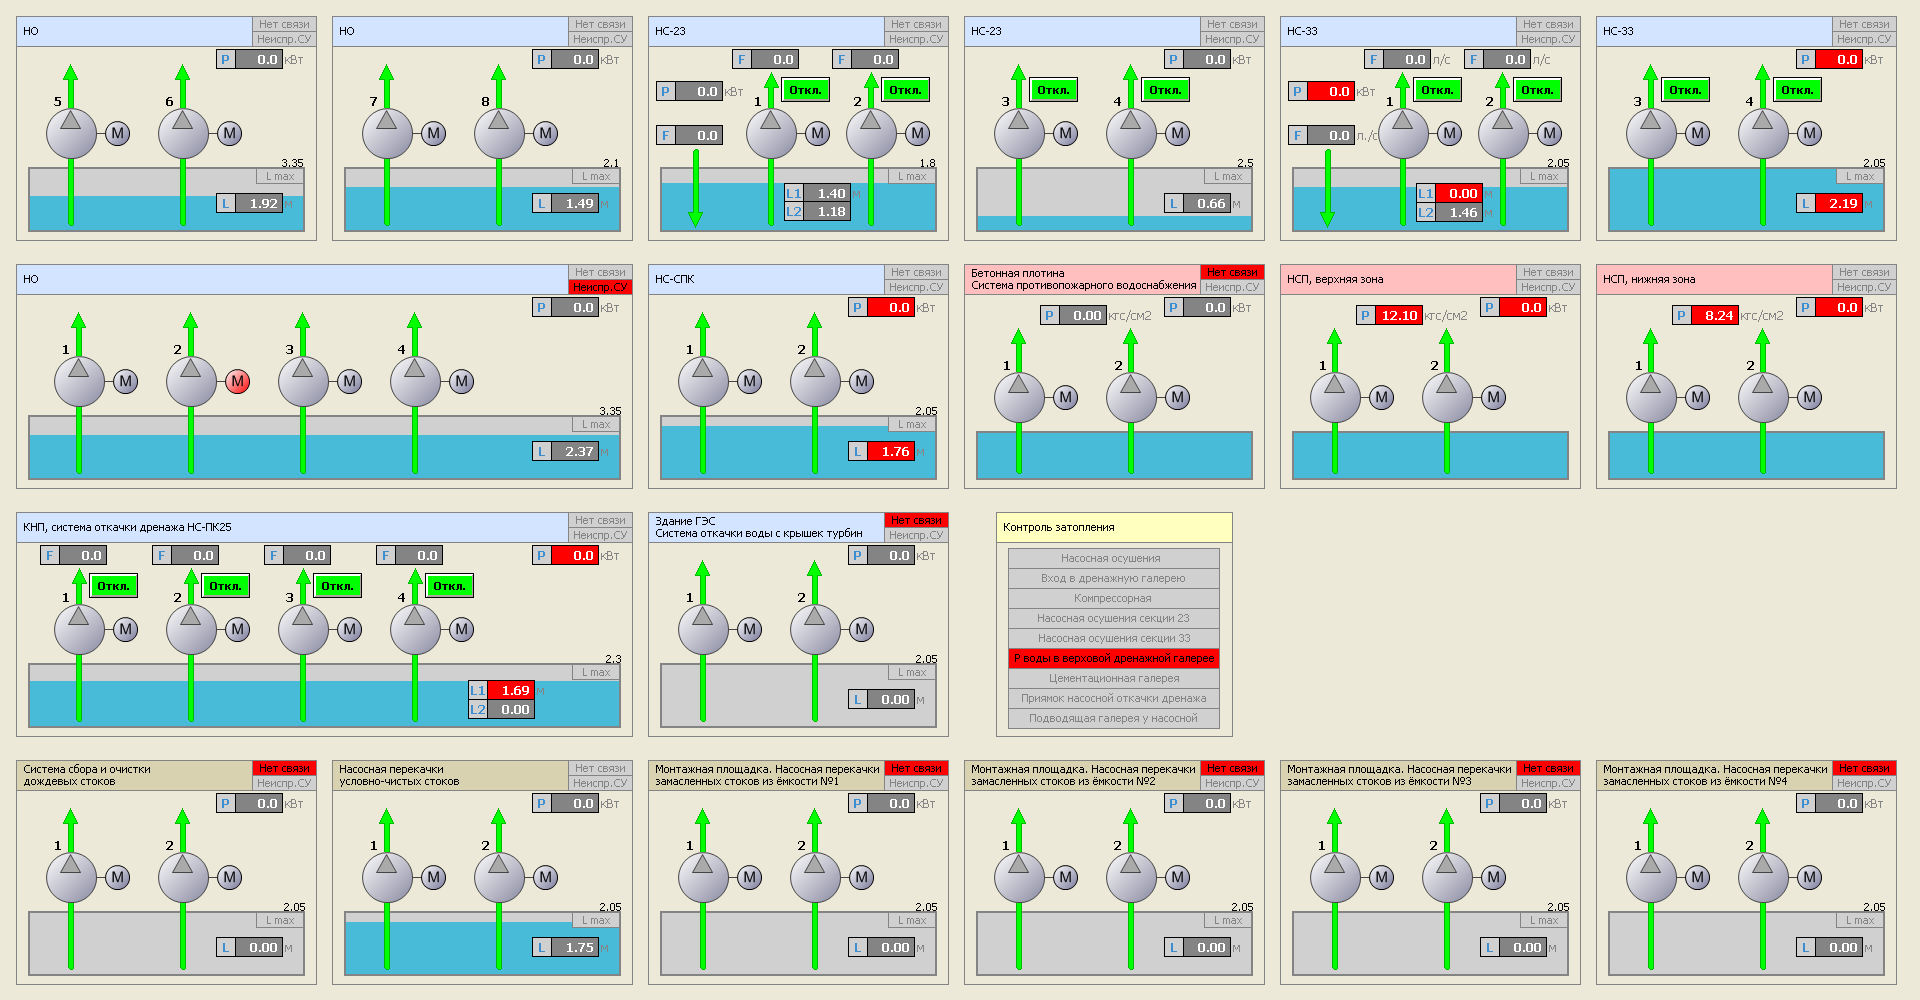 НО
Нет связи
Неиспр.СУ
P 0.0 кВт
5
6
M
M
3.35
L max
L 1.92 м
НО
Нет связи
Неиспр.СУ
P 0.0 кВт
7
8
M
M
2.1
L max
L 1.49 м
НС-23
Нет связи
Неиспр.СУ
F 0.0
F 0.0
P 0.0 кВт
1
Откл.
2
Откл.
F 0.0
M
M
1.8
L max
L1 1.40 м
L2 1.18
НС-23
Нет связи
Неиспр.СУ
P 0.0 кВт
3
Откл.
4
Откл.
M
M
2.5
L max
L 0.66 м
НС-33
Нет связи
Неиспр.СУ
F 0.0 л/с
F 0.0 л/с
P 0.0 кВт
1
Откл.
2
Откл.
F 0.0 л./с
M
M
2.05
L max
L1 0.00 м
L2 1.46 м
НС-33
Нет связи
Неиспр.СУ
P 0.0 кВт
3
Откл.
4
Откл.
M
M
2.05
L max
L 2.19 м
НО
Нет связи
Неиспр.СУ
P 0.0 кВт
1
2
3
4
M
M
M
M
3.35
L max
L 2.37 м
НС-СПК
Нет связи
Неиспр.СУ
P 0.0 кВт
1
2
M
M
2.05
L max
L 1.76 м
Бетонная плотина
Система противопожарного водоснабжения
Нет связи
Неиспр.СУ
P 0.00 кгс/см2
P 0.0 кВт
1
2
M
M
НСП, верхняя зона
Нет связи
Неиспр.СУ
P 12.10 кгс/см2
P 0.0 кВт
1
2
M
M
НСП, нижняя зона
Нет связи
Неиспр.СУ
P 8.24 кгс/см2
P 0.0 кВт
1
2
M
M
КНП, система откачки дренажа НС-ПК25
Нет связи
Неиспр.СУ
F 0.0
F 0.0
F 0.0
F 0.0
P 0.0 кВт
1
Откл.
2
Откл.
3
Откл.
4
Откл.
M
M
M
M
2.3
L max
L1 1.69 м
L2 0.00
Здание ГЭС
Система откачки воды с крышек турбин
Нет связи
Неиспр.СУ
P 0.0 кВт
1
2
M
M
2.05
L max
L 0.00 м
Контроль затопления
Насосная осушения
Вход в дренажную галерею
Компрессорная
Насосная осушения секции 23
Насосная осушения секции 33
Р воды в верховой дренажной галерее
Цементационная галерея
Приямок насосной откачки дренажа
Подводящая галерея у насосной
Система сбора и очистки
дождевых стоков
Нет связи
Неиспр.СУ
P 0.0 кВт
1
2
M
M
2.05
L max
L 0.00 м
Насосная перекачки
условно-чистых стоков
Нет связи
Неиспр.СУ
P 0.0 кВт
1
2
M
M
2.05
L max
L 1.75 м
Монтажная площадка. Насосная перекачки
замасленных стоков из ёмкости №1
Нет связи
Неиспр.СУ
P 0.0 кВт
1
2
M
M
2.05
L max
L 0.00 м
Монтажная площадка. Насосная перекачки
замасленных стоков из ёмкости №2
Нет связи
Неиспр.СУ
P 0.0 кВт
1
2
M
M
2.05
L max
L 0.00 м
Монтажная площадка. Насосная перекачки
замасленных стоков из ёмкости №3
Нет связи
Неиспр.СУ
P 0.0 кВт
1
2
M
M
2.05
L max
L 0.00 м
Монтажная площадка. Насосная перекачки
замасленных стоков из ёмкости №4
Нет связи
Неиспр.СУ
P 0.0 кВт
1
2
M
M
2.05
L max
L 0.00 м